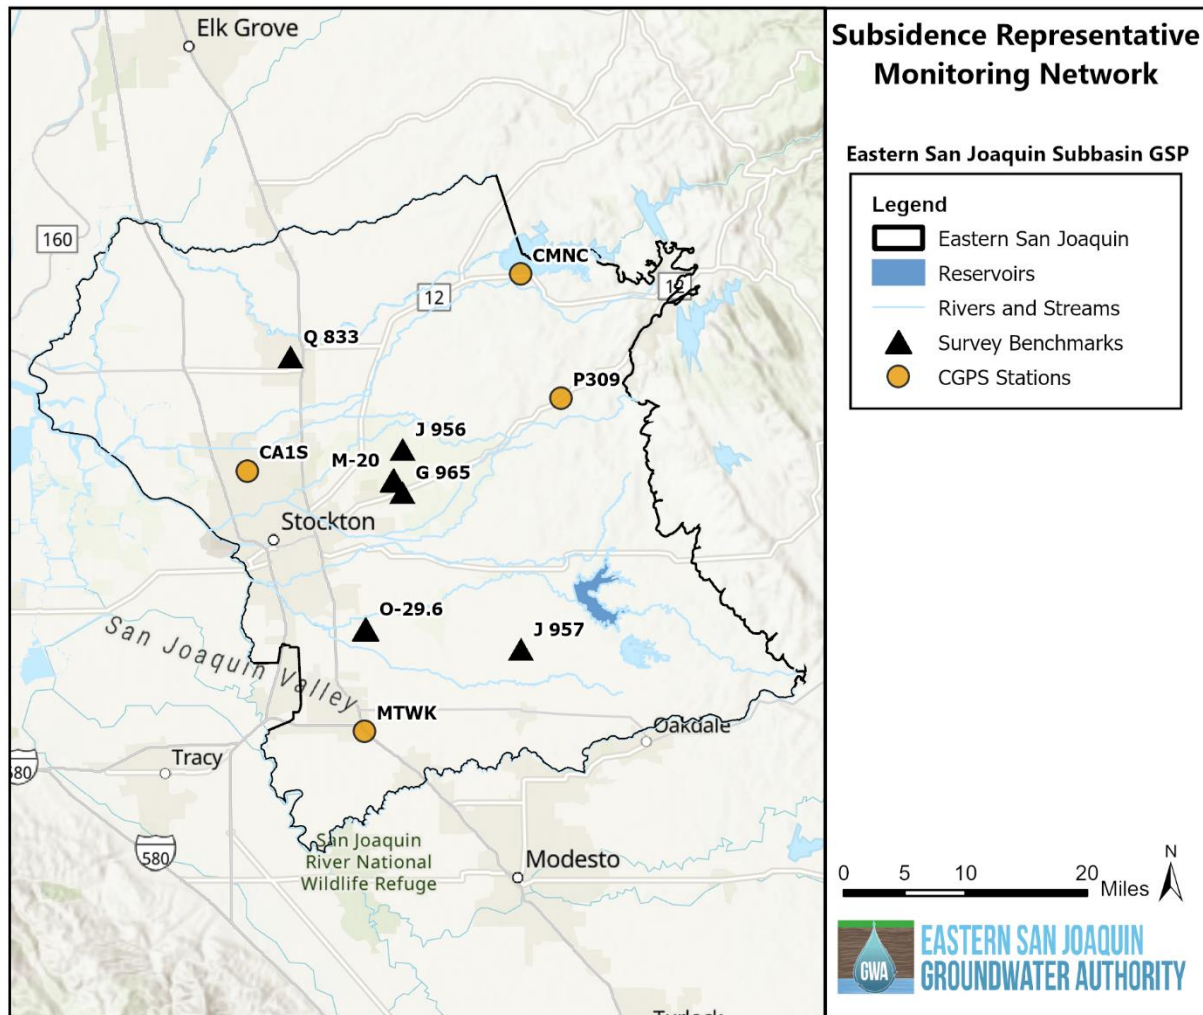 Subsidence Representative
Monitoring Network
Eastern San Joaquin Subbasin GSP
Legend
Eastern San Joaquin
Reservoirs
Rivers and Streams
Survey Benchmarks
CGPS Stations
Elk Grove
160
CMNC
12
12
Q 833
P309
J 956
CA1S
M-20
G 965
Stockton
O-29.6
J 957
San Joaquin Valley
MTWK
Oakdale
Tracy
580
580
San Joaquin
River National
Wildlife Refuge
Modesto
0 5 10 20 Miles
N
GWA
EASTERN SAN JOAQUIN
GROUNDWATER AUTHORITY